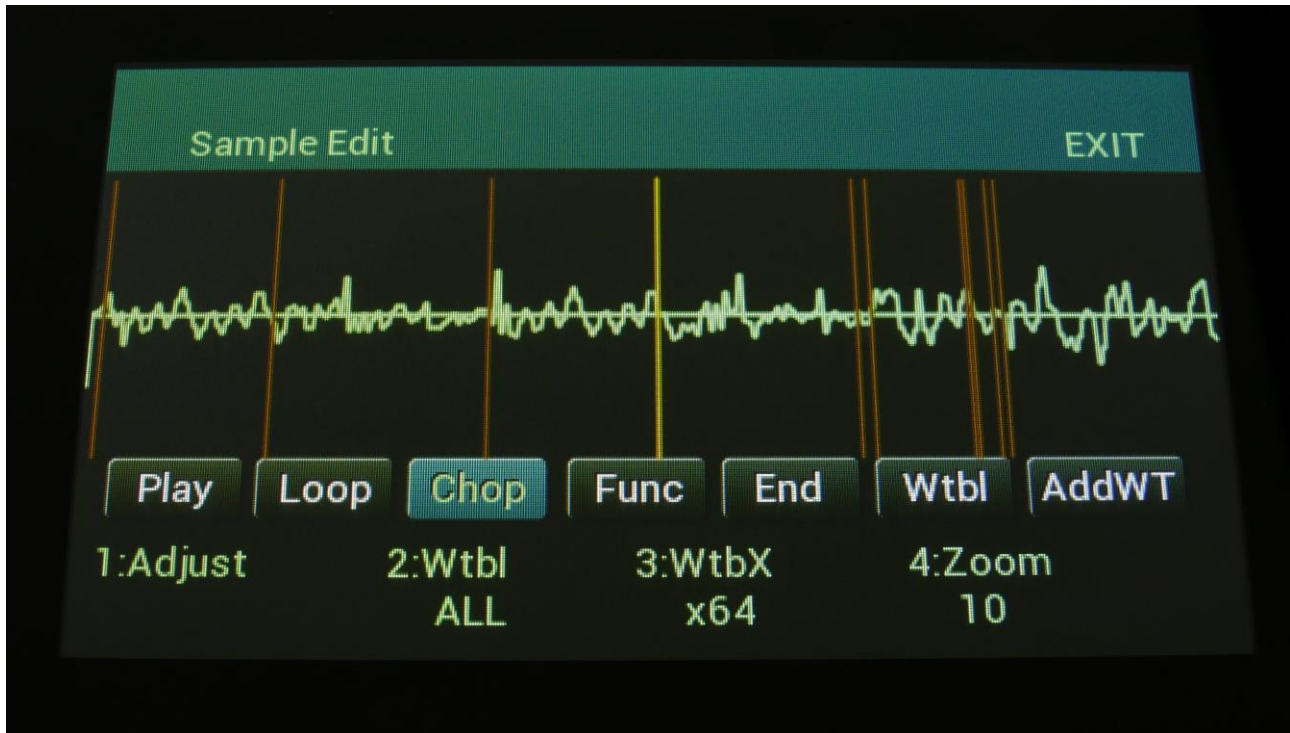 Sample Edit EXIT
Play Loop Chop Func End Wtbl AddWT
1:Adjust 2:Wtbl 3:WtbX 4:Zoom
ALL x64 10